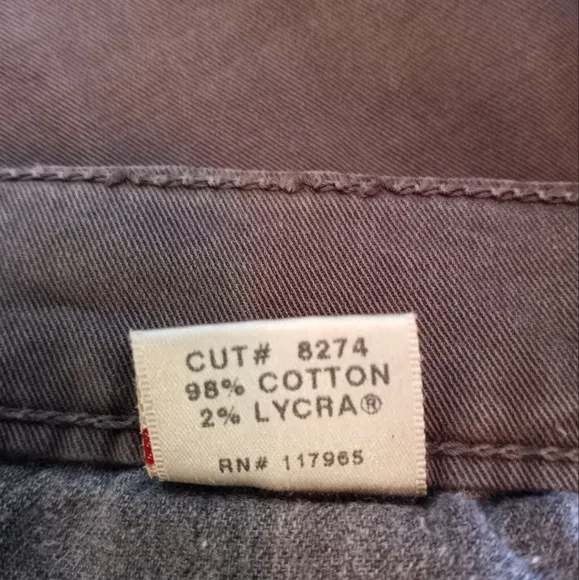 CUT# 8274
98% COTTON
2% LYCRA®
RN# 117965